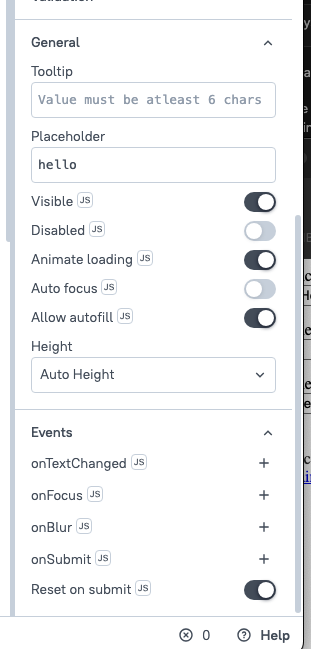 General
Tooltip
Value must be atleast 6 chars
Placeholder
hello
Visible JS
Disabled JS
Animate loading JS
Auto focus JS
Allow autofill JS
Height
Auto Height
Events
onTextChanged JS
onFocus JS
onBlur JS
onSubmit JS
Reset on submit JS
0 Help